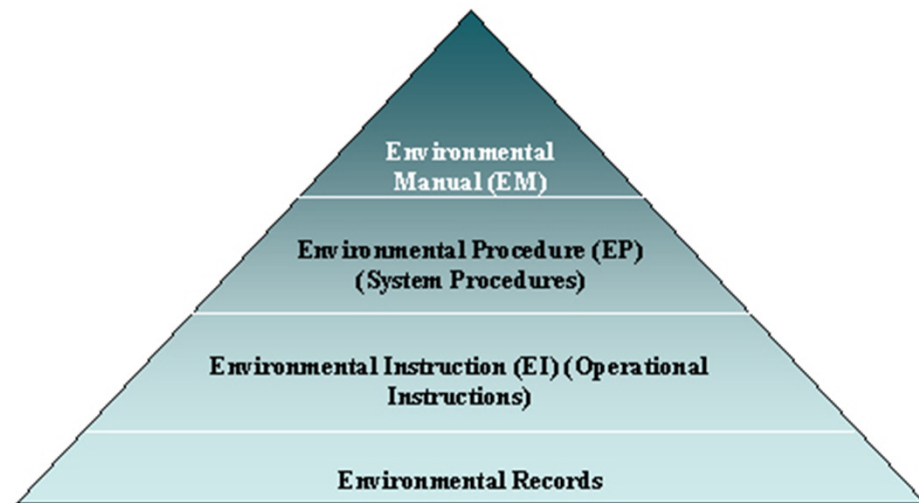 Environmental
Manual (EM)
Environmental Procedure (EP)
(System Procedures)
Environmental Instruction (EI) (Operational
Instructions)
Environmental Records